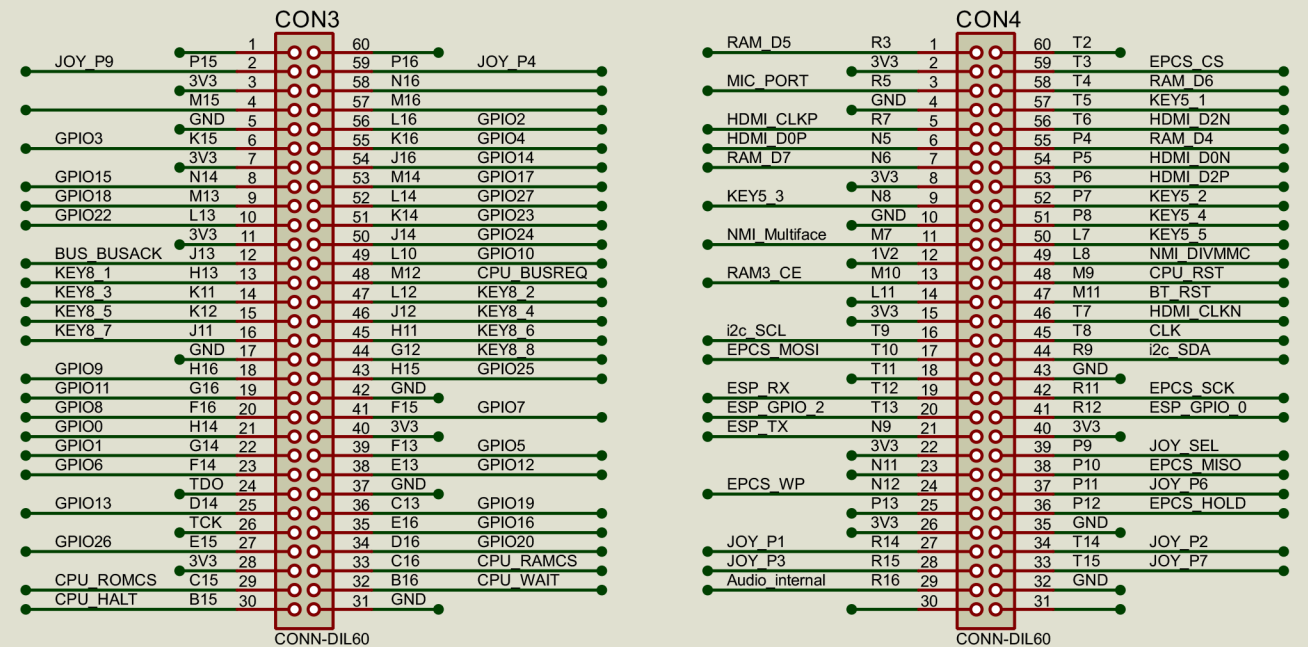 CON3
1 60
JOY_P9 P15 2 59 P16 JOY_P4
3V3 3 58 N16
M15 4 57 M16
GND 5 56 L16 GPIO2
GPIO3 K15 6 55 K16 GPIO4
3V3 7 54 J16 GPIO14
GPIO15 N14 8 53 M14 GPIO17
GPIO18 M13 9 52 L14 GPIO27
GPIO22 L13 10 51 K14 GPIO23
3V3 11 50 J14 GPIO24
BUS_BUSACK J13 12 49 L10 GPIO10
KEY8_1 H13 13 48 M12 CPU_BUSREQ
KEY8_3 K11 14 47 L12 KEY8_2
KEY8_5 K12 15 46 J12 KEY8_4
KEY8_7 J11 16 45 H11 KEY8_6
GND 17 44 G12 KEY8_8
GPIO9 H16 18 43 H15 GPIO25
GPIO11 G16 19 42 GND
GPIO8 F16 20 41 F15 GPIO7
GPIO0 H14 21 40 3V3
GPIO1 G14 22 39 F13 GPIO5
GPIO6 F14 23 38 E13 GPIO12
TDO 24 37 GND
GPIO13 D14 25 36 C13 GPIO19
TCK 26 35 E16 GPIO16
GPIO26 E15 27 34 D16 GPIO20
3V3 28 33 C16 CPU_RAMCS
CPU_ROMCS C15 29 32 B16 CPU_WAIT
CPU_HALT B15 30 31 GND
CONN-DIL60
CON4
RAM_D5 R3 1 60 T2
3V3 2 59 T3 EPCS_CS
MIC_PORT R5 3 58 T4 RAM_D6
GND 4 57 T5 KEY5_1
HDMI_CLKP R7 5 56 T6 HDMI_D2N
HDMI_D0P N5 6 55 P4 RAM_D4
RAM_D7 N6 7 54 P5 HDMI_D0N
3V3 8 53 P6 HDMI_D2P
KEY5_3 N8 9 52 P7 KEY5_2
GND 10 51 P8 KEY5_4
NMI_Multiface M7 11 50 L7 KEY5_5
1V2 12 49 L8 NMI_DIVMMC
RAM3_CE M10 13 48 M9 CPU_RST
L11 14 47 M11 BT_RST
3V3 15 46 T7 HDMI_CLKN
i2c_SCL T9 16 45 T8 CLK
EPCS_MOSI T10 17 44 R9 i2c_SDA
T11 18 43 GND
ESP_RX T12 19 42 R11 EPCS_SCK
ESP_GPIO_2 T13 20 41 R12 ESP_GPIO_0
ESP_TX N9 21 40 3V3
3V3 22 39 P9 JOY_SEL
N11 23 38 P10 EPCS_MISO
EPCS_WP N12 24 37 P11 JOY_P6
P13 25 36 P12 EPCS_HOLD
3V3 26 35 GND
JOY_P1 R14 27 34 T14 JOY_P2
JOY_P3 R15 28 33 T15 JOY_P7
Audio_internal R16 29 32 GND
30 31
CONN-DIL60